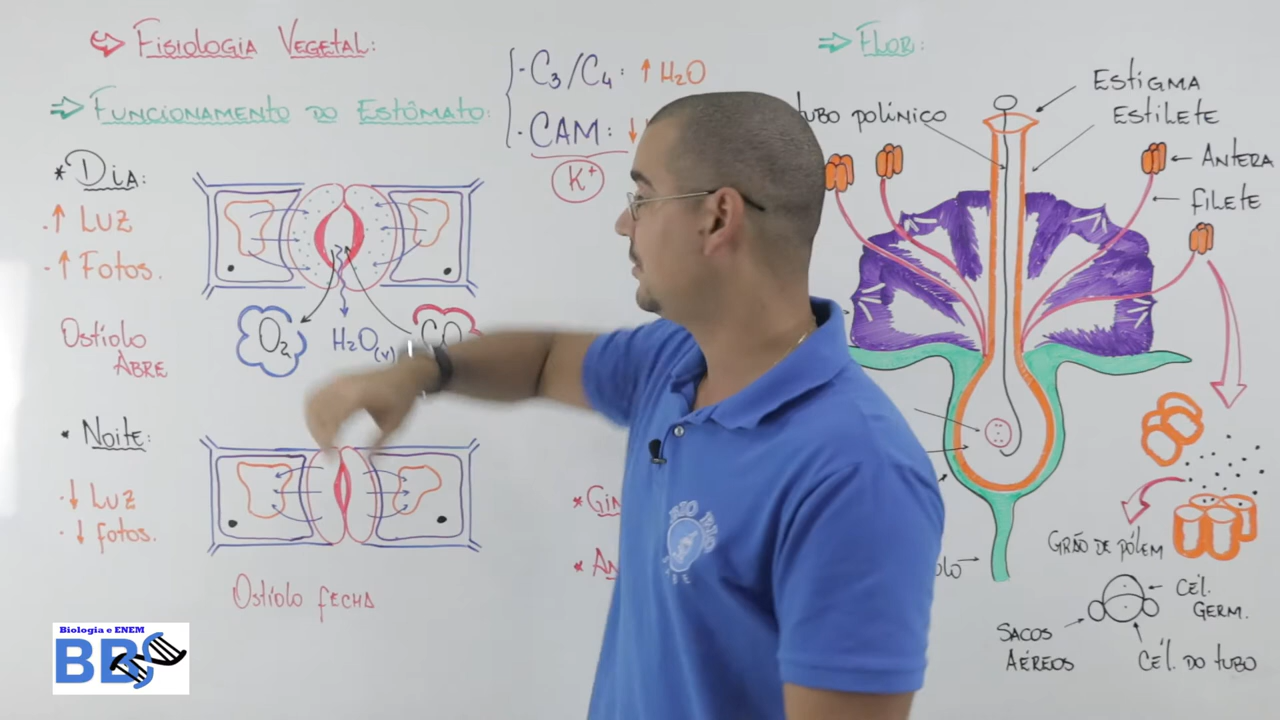 Fisiologia Vegetal:
Funcionamento do Estômato:
* Dia:
↑ Luz
↑ Fotos.
Ostíolo
Abre
O₂
H₂O(v)
* Noite:
↓ Luz
↓ Fotos.
Ostíolo fecha
C₃/C₄: ↑ H₂O
CAM: ↓
K⁺
Flor:
Estigma
tubo polínico
Estilete
Antera
filete
Grão de pólem
Cél.
Germ.
Sacos
Aéreos
Cél. do tubo
Biologia e ENEM